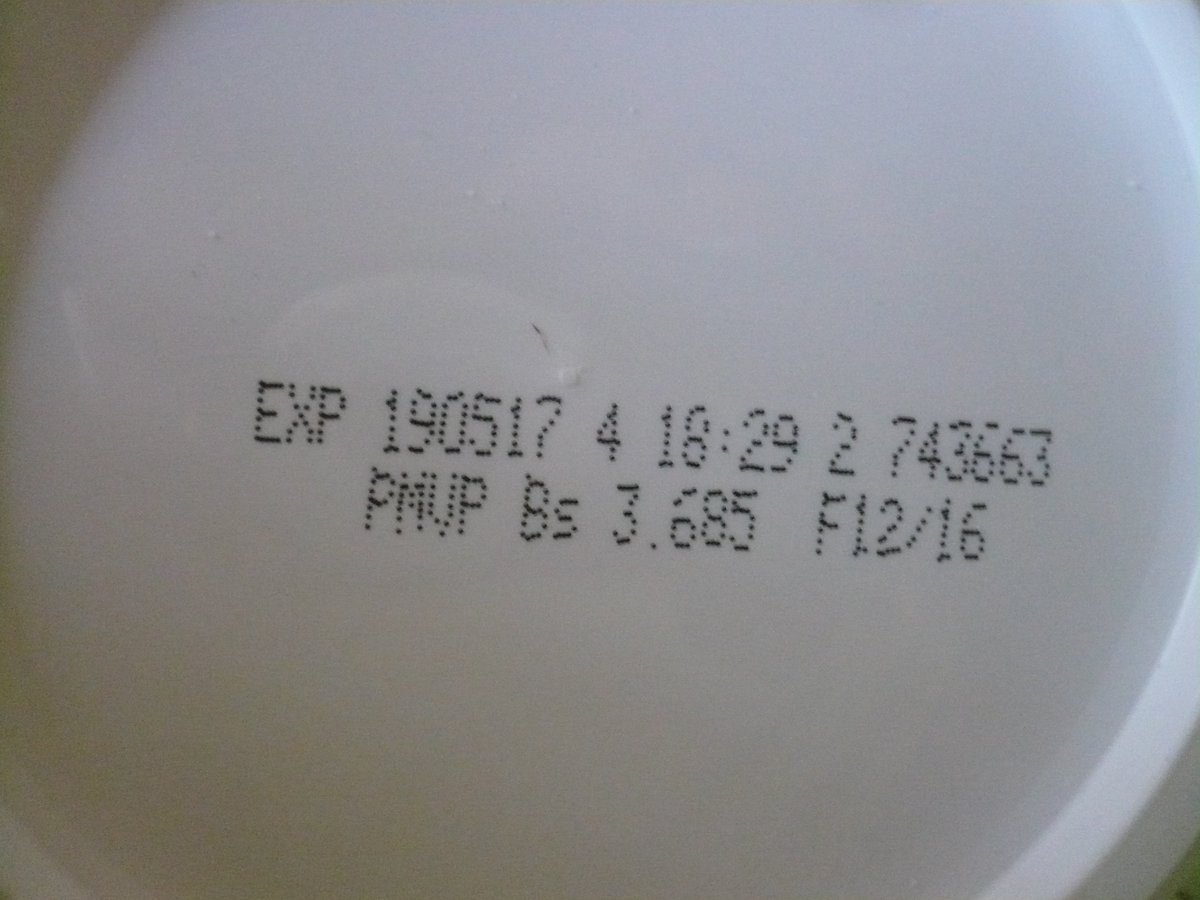 EXP 190517 4 16:29 2 743663
PMVP Bs 3.685 F12/16